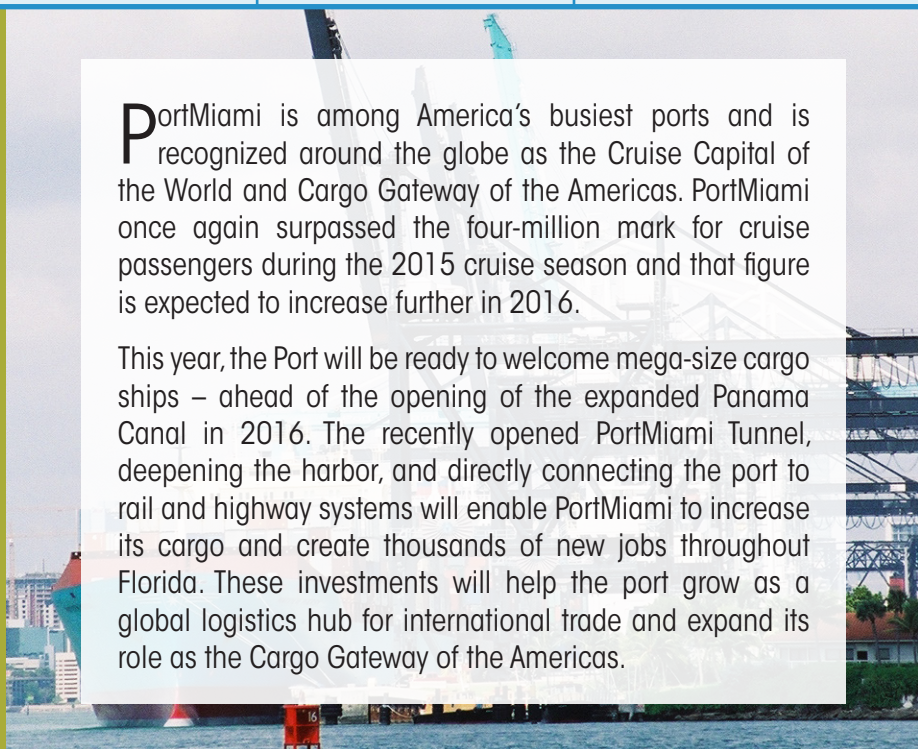 PortMiami is among America's busiest ports and is
recognized around the globe as the Cruise Capital of
the World and Cargo Gateway of the Americas. PortMiami
once again surpassed the four-million mark for cruise
passengers during the 2015 cruise season and that figure
is expected to increase further in 2016.
This year, the Port will be ready to welcome mega-size cargo
ships – ahead of the opening of the expanded Panama
Canal in 2016. The recently opened PortMiami Tunnel,
deepening the harbor, and directly connecting the port to
rail and highway systems will enable PortMiami to increase
its cargo and create thousands of new jobs throughout
Florida. These investments will help the port grow as a
global logistics hub for international trade and expand its
role as the Cargo Gateway of the Americas.
16